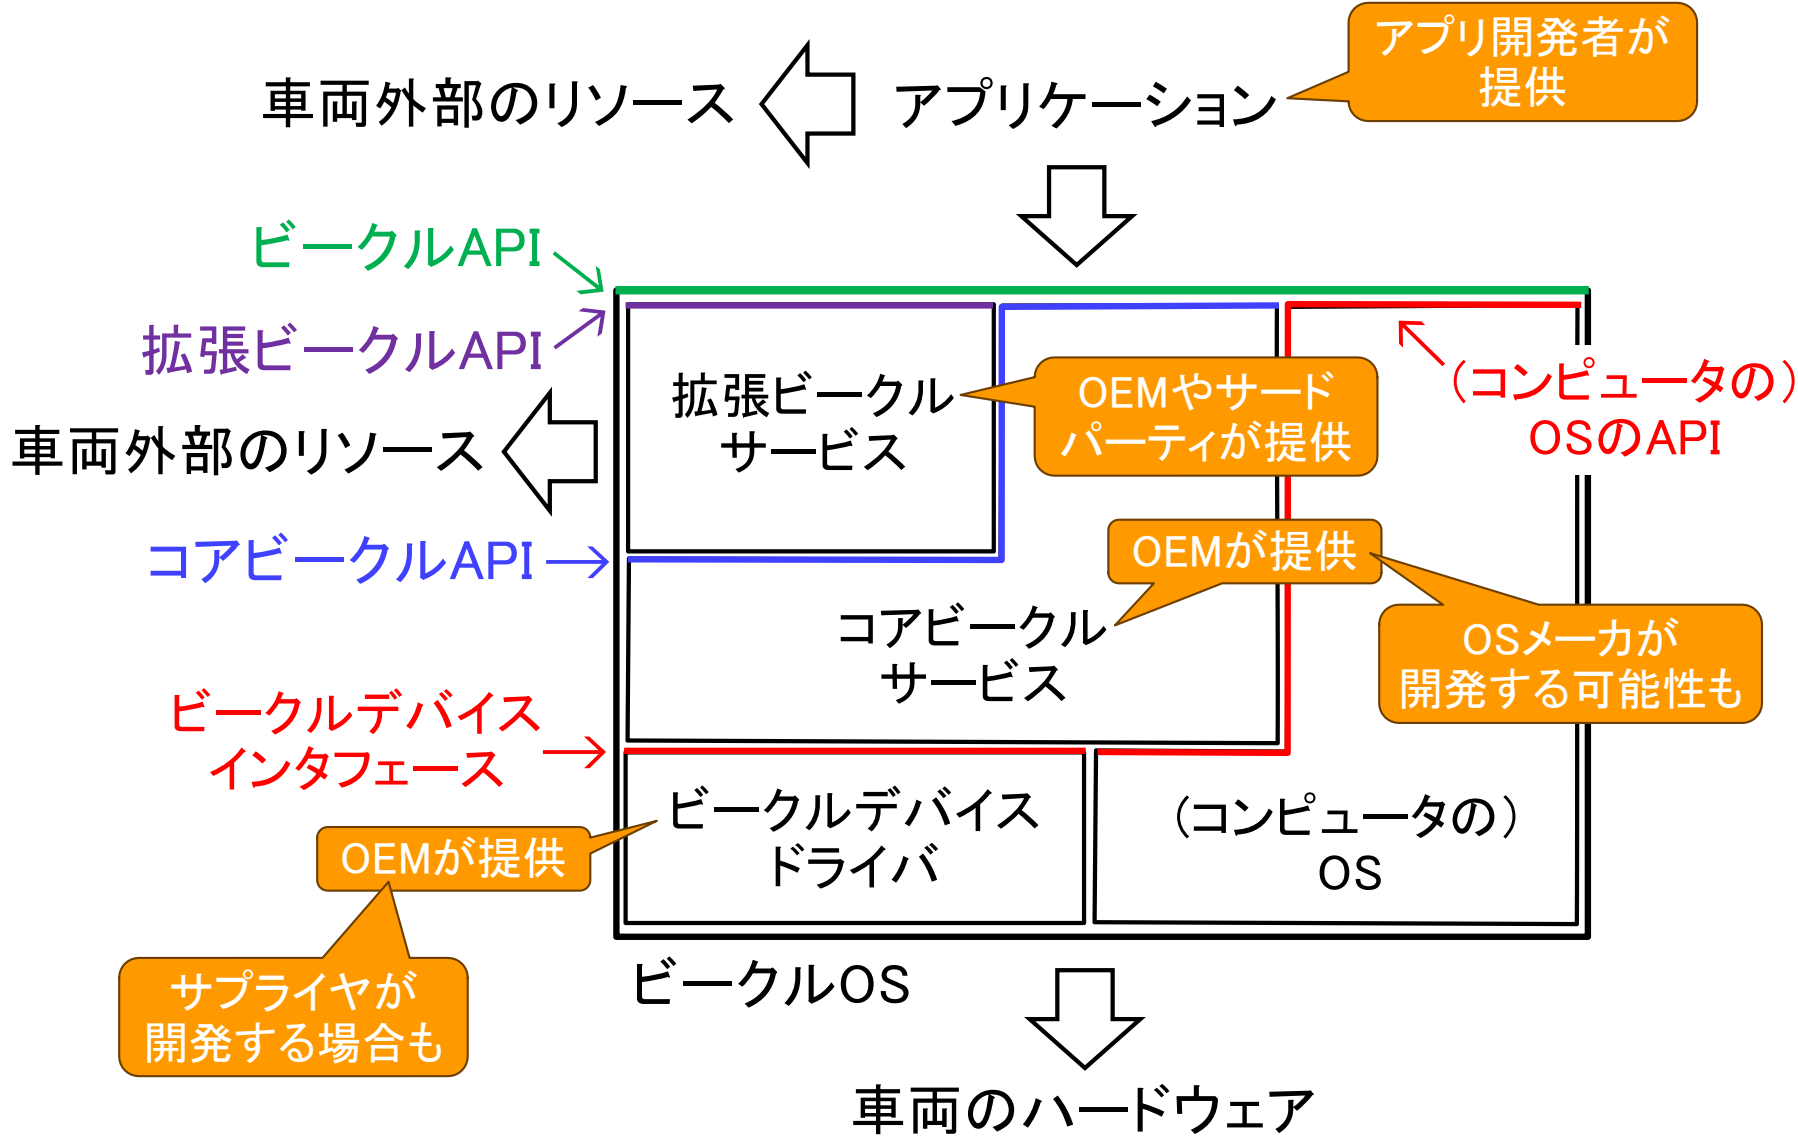 アプリ開発者が
提供
車両外部のリソース
アプリケーション
ビークルAPI
拡張ビークルAPI
拡張ビークル
サービス
OEMやサード
パーティが提供
（コンピュータの）
OSのAPI
車両外部のリソース
コアビークルAPI
OEMが提供
コアビークル
サービス
OSメーカが
開発する可能性も
ビークルデバイス
インタフェース
ビークルデバイス
ドライバ
（コンピュータの）
OS
OEMが提供
サプライヤが
開発する場合も
ビークルOS
車両のハードウェア